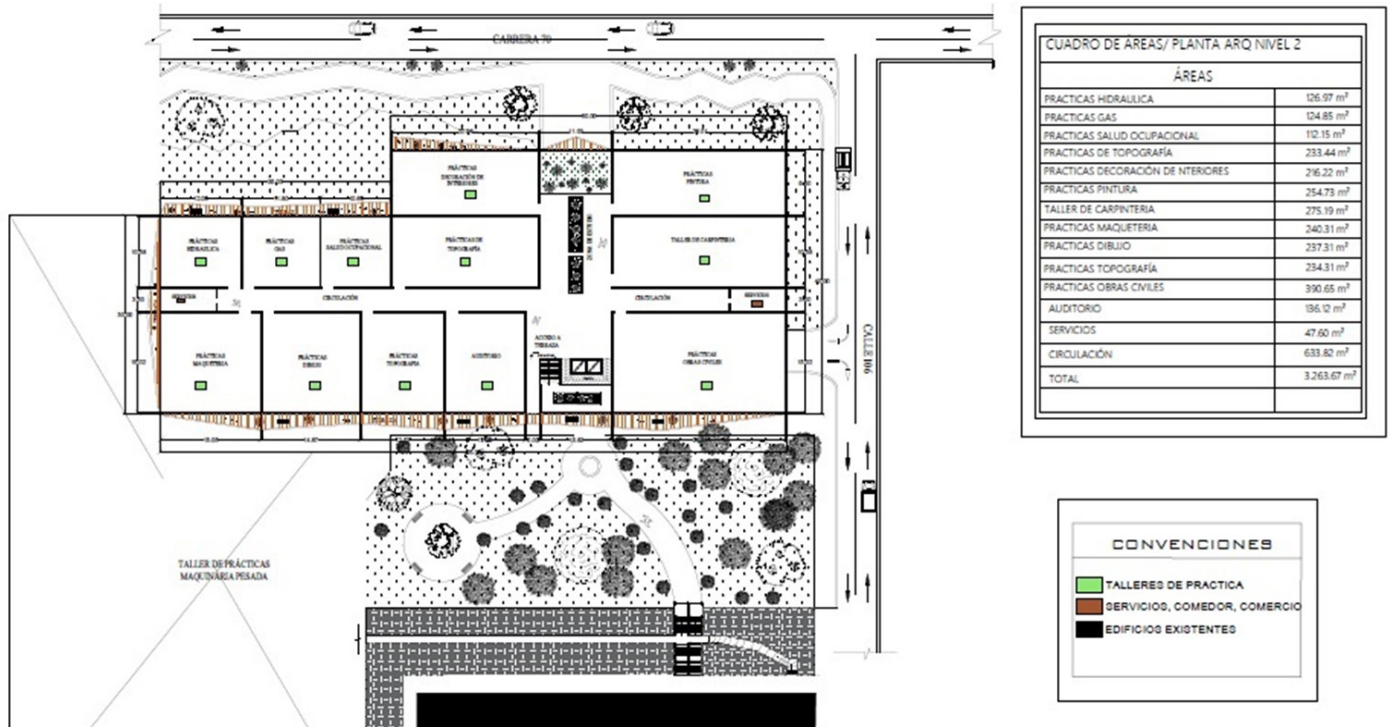 CARRERA 70
PRÁCTICAS
DECORACIÓN DE
INTERIORES
PRÁCTICAS
PINTURA
PRÁCTICAS
HIDRAULICA
PRÁCTICAS
GAS
PRÁCTICAS
SALUD OCUPACIONAL
PRÁCTICAS DE
TOPOGRAFÍA
TALLER DE CARPINTERIA
SERVICIOS
CIRCULACIÓN
CIRCULACIÓN
SERVICIOS
PRÁCTICAS
MAQUETERIA
PRÁCTICAS
DIBUJO
PRÁCTICAS
TOPOGRAFÍA
AUDITORIO
ACCESO A
TERRAZA
PRÁCTICAS
OBRAS CIVILES
CALLE 106
TALLER DE PRÁCTICAS
MAQUINÁRIA PESADA
CUADRO DE ÁREAS/ PLANTA ARQ NIVEL 2
ÁREAS
PRACTICAS HIDRAULICA 126.97 m²
PRACTICAS GAS 124.85 m²
PRACTICAS SALUD OCUPACIONAL 112.15 m²
PRACTICAS DE TOPOGRAFÍA 233.44 m²
PRACTICAS DECORACIÓN DE NTERIORES 216.22 m²
PRACTICAS PINTURA 254.73 m²
TALLER DE CARPINTERIA 275.19 m²
PRACTICAS MAQUETERIA 240.31 m²
PRACTICAS DIBUJO 237.31 m²
PRACTICAS TOPOGRAFÍA 234.31 m²
PRACTICAS OBRAS CIVILES 390.65 m²
AUDITORIO 136.12 m²
SERVICIOS 47.60 m²
CIRCULACIÓN 633.82 m²
TOTAL 3.263.67 m²
CONVENCIONES
TALLERES DE PRACTICA
SERVICIOS, COMEDOR, COMERCIO
EDIFICIOS EXISTENTES